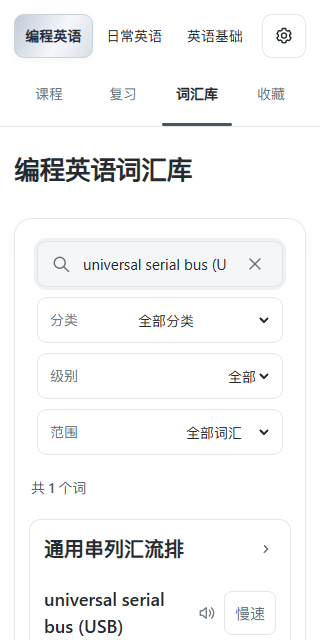 编程英语 日常英语 英语基础
课程 复习 词汇库 收藏
编程英语词汇库
universal serial bus (U
分类 全部分类
级别 全部
范围 全部词汇
共 1 个词
通用串列汇流排
universal serial
bus (USB)
慢速